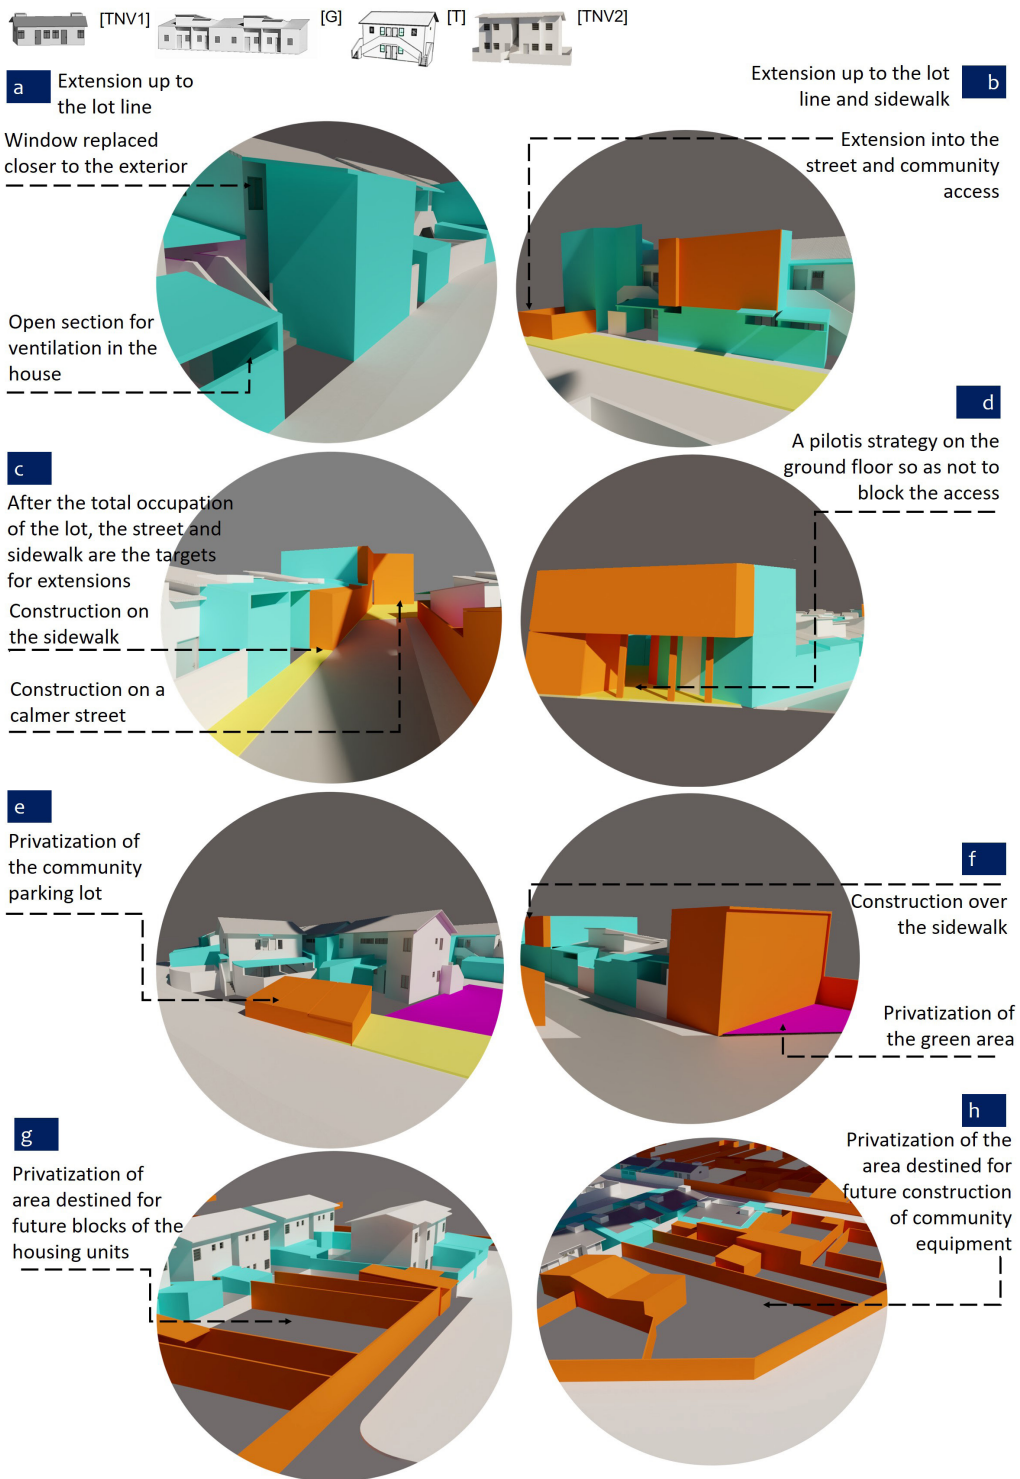 [TNV1]
[G]
[T]
[TNV2]
a
Extension up to
the lot line
Window replaced
closer to the exterior
Open section for
ventilation in the
house
b
Extension up to the lot
line and sidewalk
Extension into the
street and community
access
c
After the total occupation
of the lot, the street and
sidewalk are the targets
for extensions
Construction on
the sidewalk
Construction on a
calmer street
d
A pilotis strategy on the
ground floor so as not to
block the access
e
Privatization of
the community
parking lot
f
Construction over
the sidewalk
Privatization of
the green area
g
Privatization of
area destined for
future blocks of the
housing units
h
Privatization of the
area destined for
future construction
of community
equipment